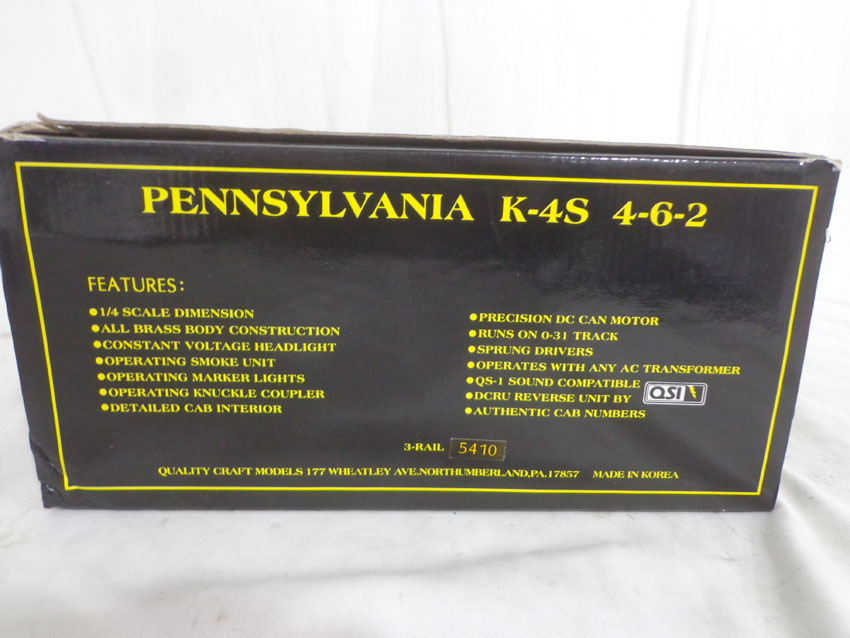 PENNSYLVANIA K-4S 4-6-2
FEATURES:
●1/4 SCALE DIMENSION
●ALL BRASS BODY CONSTRUCTION
●CONSTANT VOLTAGE HEADLIGHT
●OPERATING SMOKE UNIT
●OPERATING MARKER LIGHTS
●OPERATING KNUCKLE COUPLER
●DETAILED CAB INTERIOR
●PRECISION DC CAN MOTOR
●RUNS ON 0-31 TRACK
●SPRUNG DRIVERS
●OPERATES WITH ANY AC TRANSFORMER
●QS-1 SOUND COMPATIBLE
●DCRU REVERSE UNIT BY QSI
●AUTHENTIC CAB NUMBERS
3-RAIL 5410
QUALITY CRAFT MODELS 177 WHEATLEY AVE.NORTHUMBERLAND,PA.17857 MADE IN KOREA